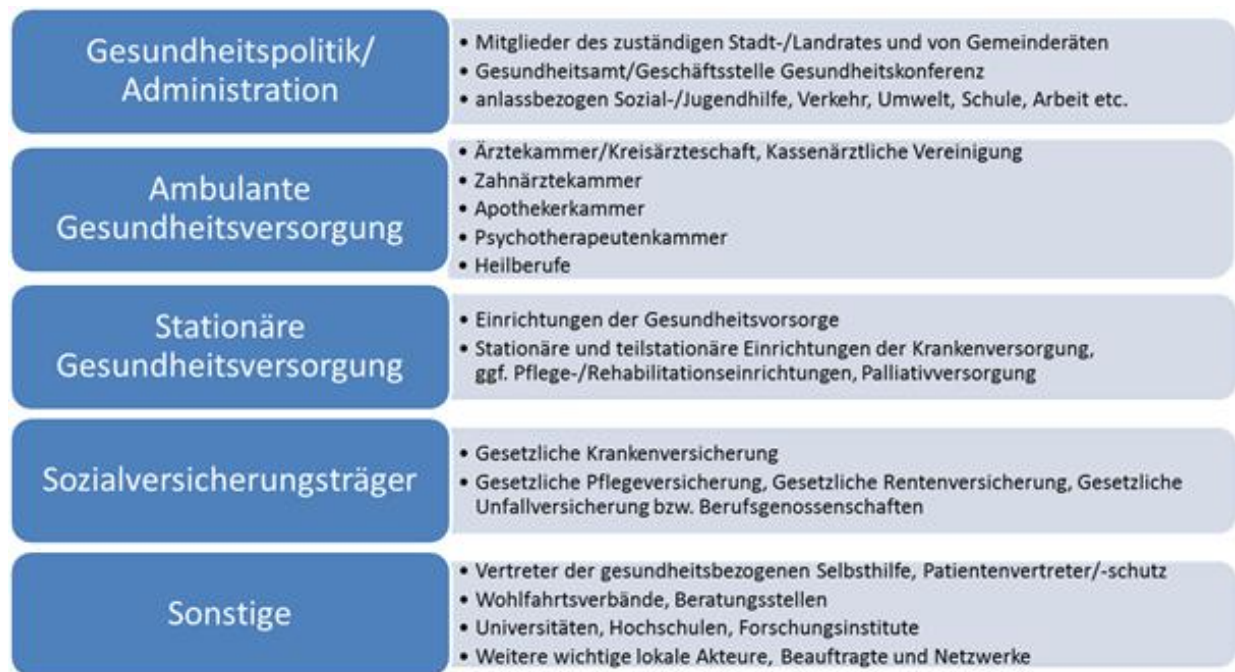 Gesundheitspolitik/
Administration
• Mitglieder des zuständigen Stadt-/Landrates und von Gemeinderäten
• Gesundheitsamt/Geschäftsstelle Gesundheitskonferenz
• anlassbezogen Sozial-/Jugendhilfe, Verkehr, Umwelt, Schule, Arbeit etc.
Ambulante
Gesundheitsversorgung
• Ärztekammer/Kreisärzteschaft, Kassenärztliche Vereinigung
• Zahnärztekammer
• Apothekerkammer
• Psychotherapeutenkammer
• Heilberufe
Stationäre
Gesundheitsversorgung
• Einrichtungen der Gesundheitsvorsorge
• Stationäre und teilstationäre Einrichtungen der Krankenversorgung,
ggf. Pflege-/Rehabilitationseinrichtungen, Palliativversorgung
Sozialversicherungsträger
• Gesetzliche Krankenversicherung
• Gesetzliche Pflegeversicherung, Gesetzliche Rentenversicherung, Gesetzliche
Unfallversicherung bzw. Berufsgenossenschaften
Sonstige
• Vertreter der gesundheitsbezogenen Selbsthilfe, Patientenvertreter/-schutz
• Wohlfahrtsverbände, Beratungsstellen
• Universitäten, Hochschulen, Forschungsinstitute
• Weitere wichtige lokale Akteure, Beauftragte und Netzwerke